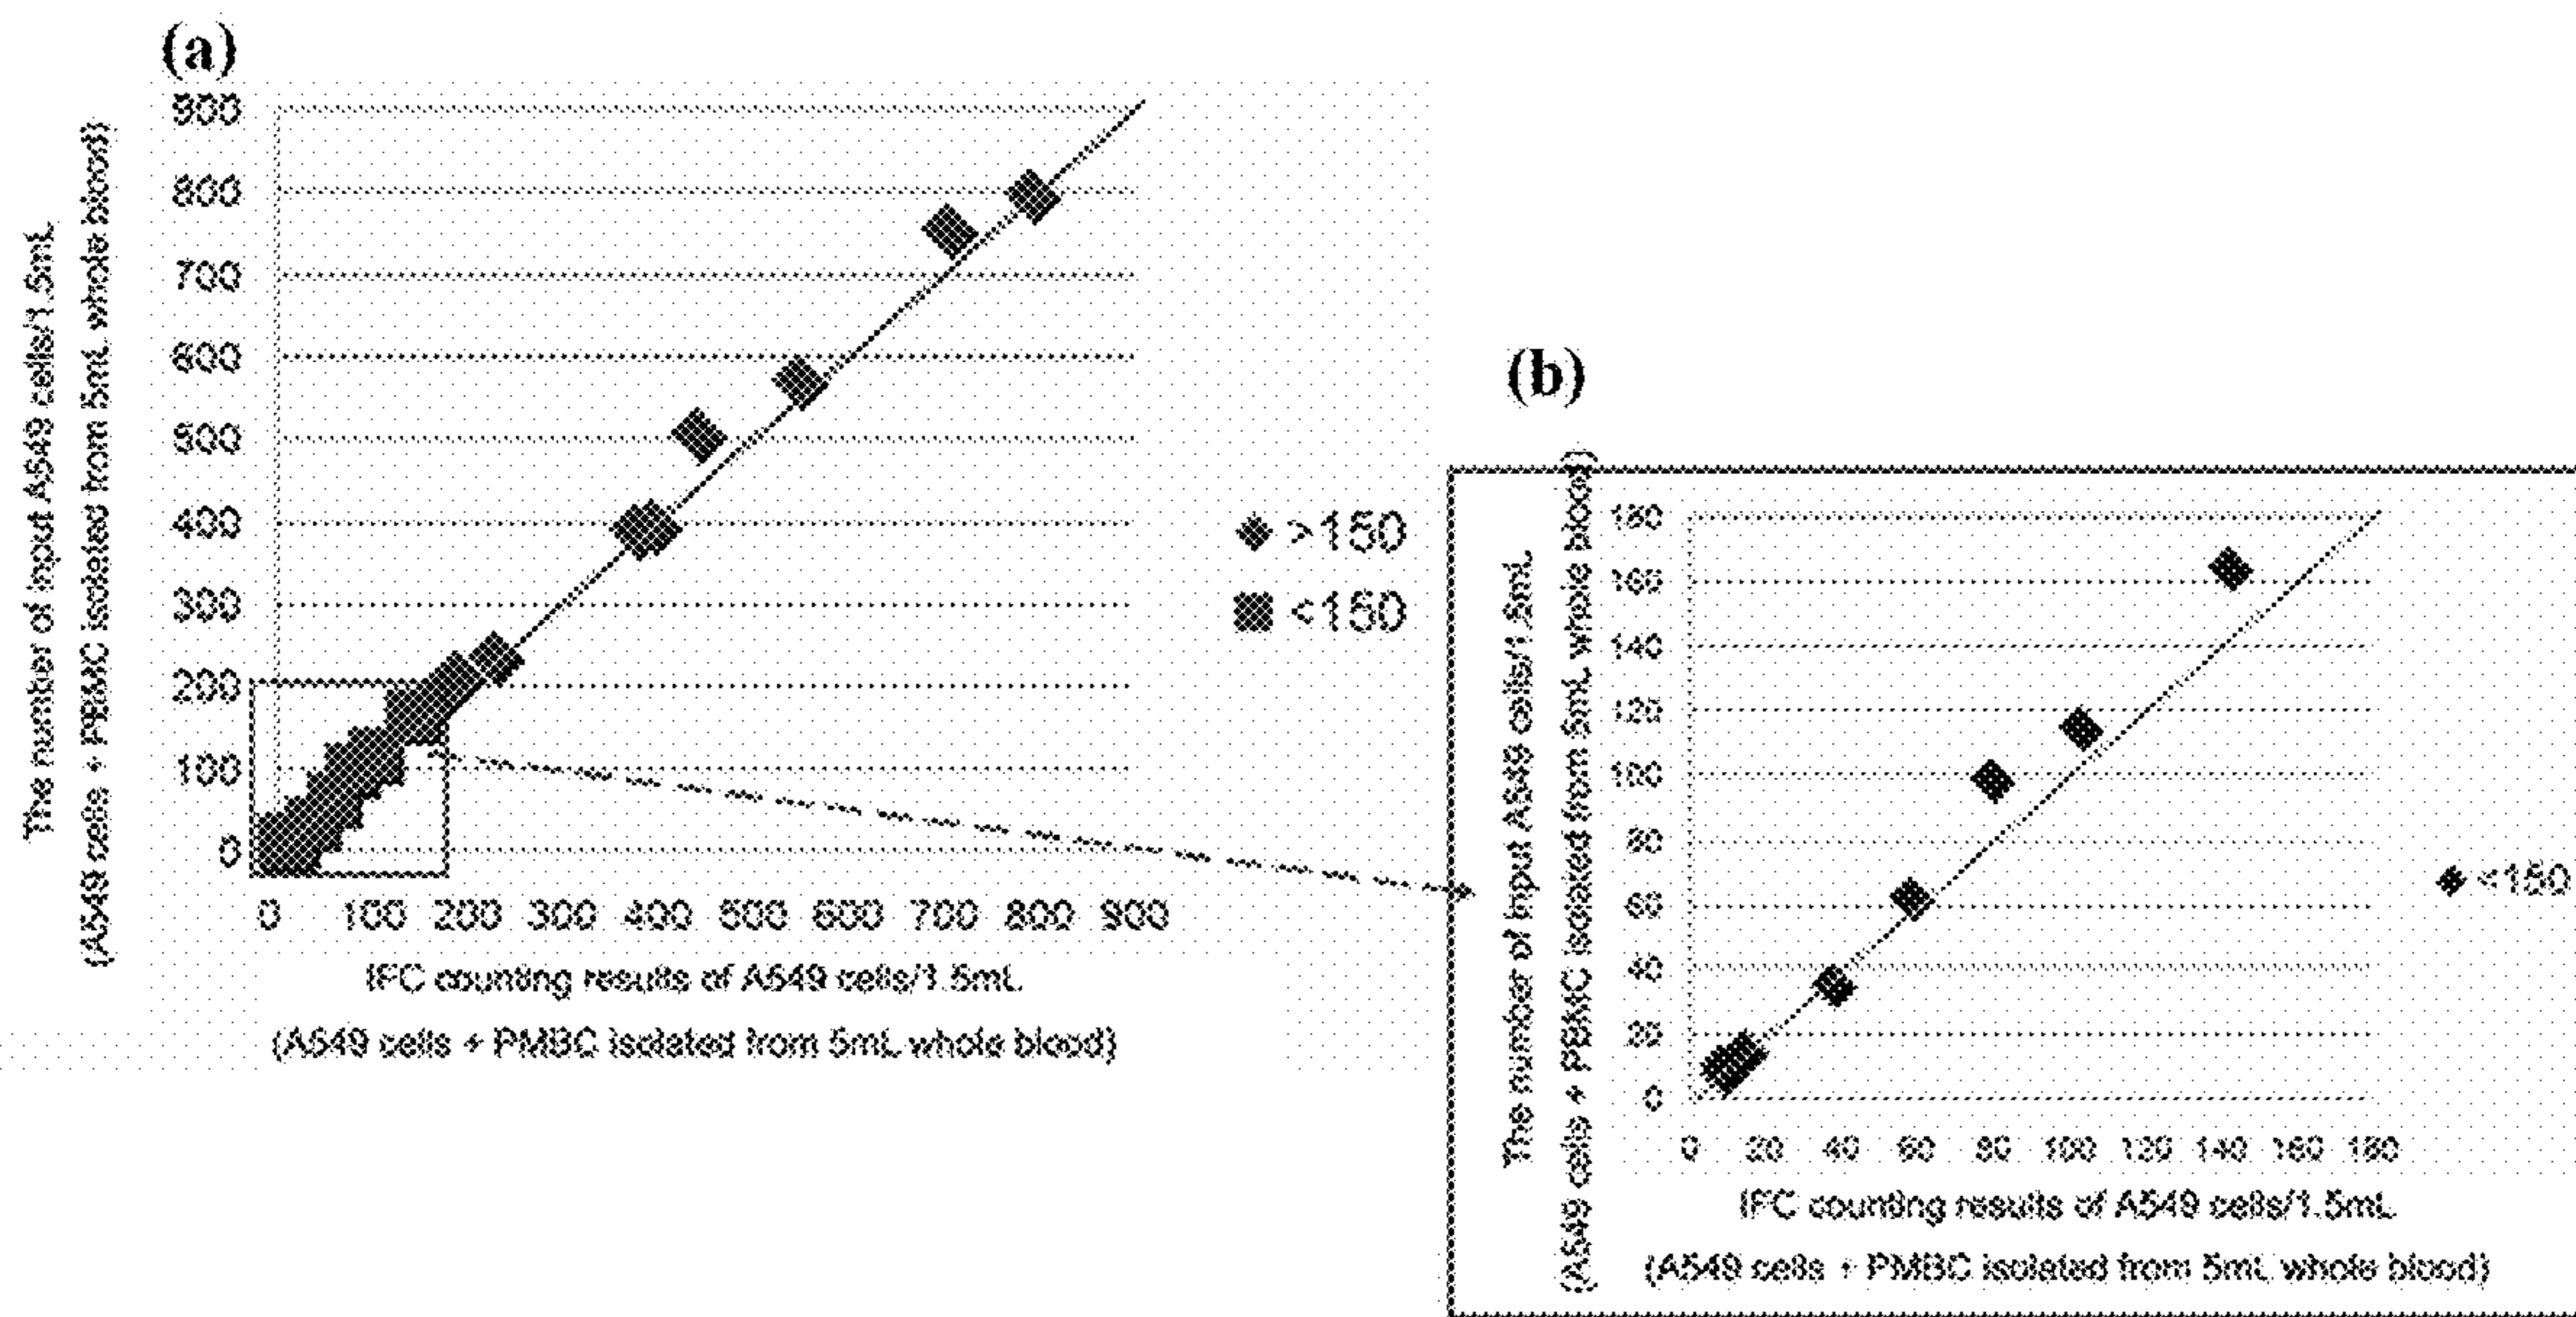 (a)
The number of input A549 cells/1.5mL
(A549 cells + PBMC isolated from 5mL whole blood)
900
800
700
600
500
400
300
200
100
0
0 100 200 300 400 500 600 700 800 900
IFC counting results of A549 cells/1.5mL
(A549 cells + PMBC isolated from 5mL whole blood)
>150
<150
(b)
The number of input A549 cells/1.5mL
(A549 cells + PBMC isolated from 5mL whole blood)
180
160
140
120
100
80
60
40
20
0
0 20 40 60 80 100 120 140 160 180
IFC counting results of A549 cells/1.5mL
(A549 cells + PMBC isolated from 5mL whole blood)
<150